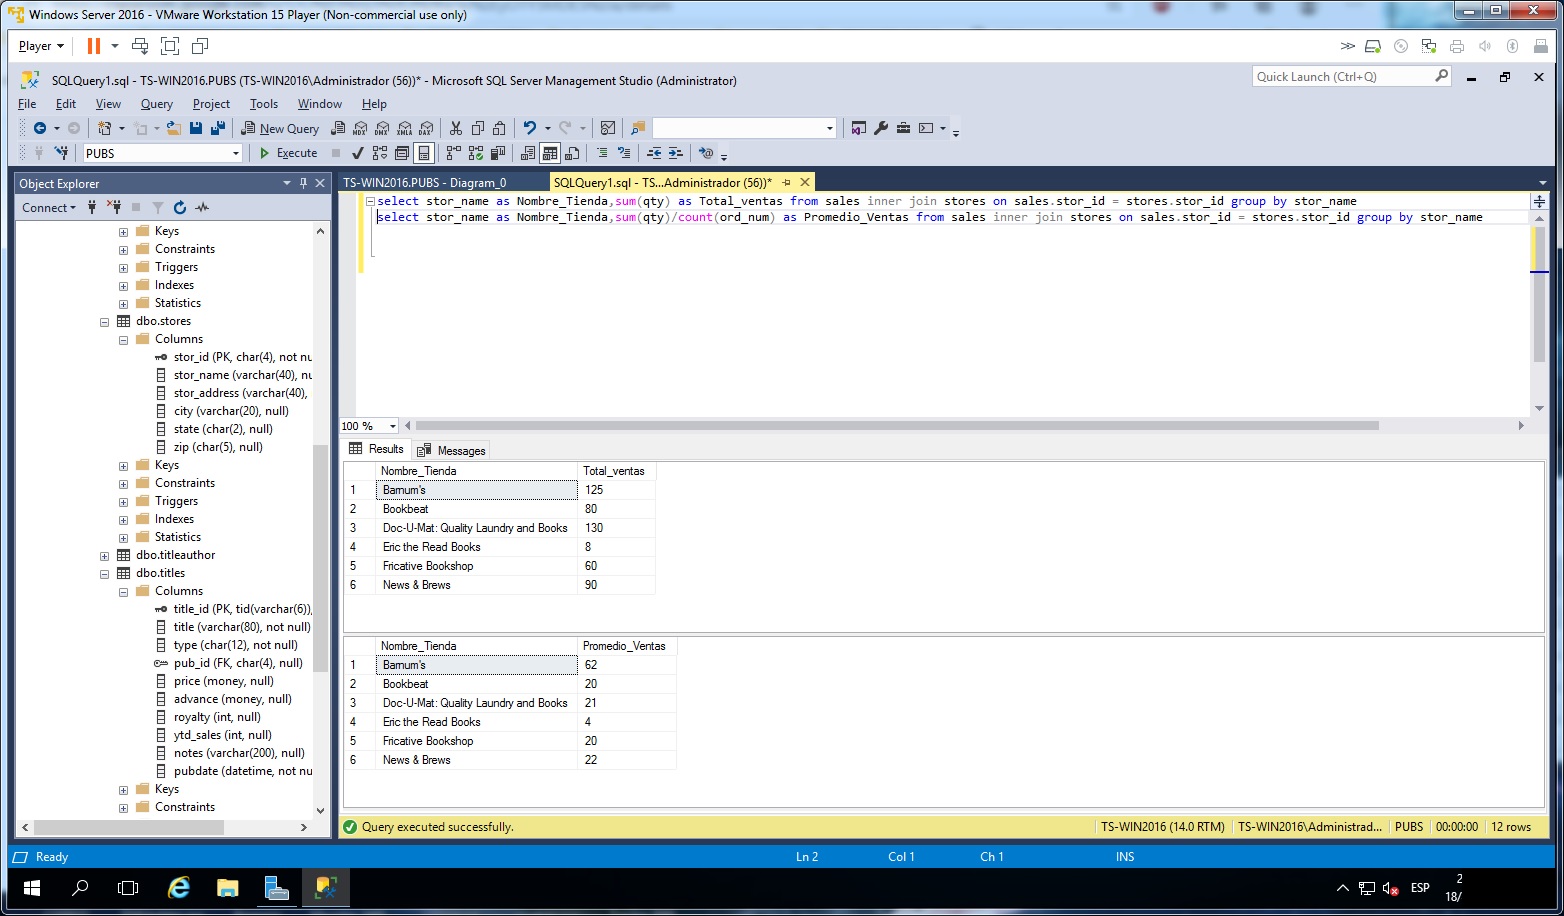 Windows Server 2016 - VMware Workstation 15 Player (Non-commercial use only)
Player
SQLQuery1.sql - TS-WIN2016.PUBS (TS-WIN2016\Administrador (56))* - Microsoft SQL Server Management Studio (Administrator)
Quick Launch (Ctrl+Q)
File Edit View Query Project Tools Window Help
New Query MDX DMX XMLA DAX
PUBS Execute
Object Explorer
TS-WIN2016.PUBS - Diagram_0 SQLQuery1.sql - TS...Administrador (56))*
Connect
Keys
Constraints
Triggers
Indexes
Statistics
dbo.stores
Columns
stor_id (PK, char(4), not nu
stor_name (varchar(40), nu
stor_address (varchar(40),
city (varchar(20), null)
state (char(2), null)
zip (char(5), null)
Keys
Constraints
Triggers
Indexes
Statistics
dbo.titleauthor
dbo.titles
Columns
title_id (PK, tid(varchar(6)),
title (varchar(80), not null)
type (char(12), not null)
pub_id (FK, char(4), null)
price (money, null)
advance (money, null)
royalty (int, null)
ytd_sales (int, null)
notes (varchar(200), null)
pubdate (datetime, not nu
Keys
Constraints
select stor_name as Nombre_Tienda,sum(qty) as Total_ventas from sales inner join stores on sales.stor_id = stores.stor_id group by stor_name
select stor_name as Nombre_Tienda,sum(qty)/count(ord_num) as Promedio_Ventas from sales inner join stores on sales.stor_id = stores.stor_id group by stor_name
100 %
Results Messages
Nombre_Tienda Total_ventas
1 Barnum's 125
2 Bookbeat 80
3 Doc-U-Mat: Quality Laundry and Books 130
4 Eric the Read Books 8
5 Fricative Bookshop 60
6 News & Brews 90
Nombre_Tienda Promedio_Ventas
1 Barnum's 62
2 Bookbeat 20
3 Doc-U-Mat: Quality Laundry and Books 21
4 Eric the Read Books 4
5 Fricative Bookshop 20
6 News & Brews 22
Query executed successfully. TS-WIN2016 (14.0 RTM) TS-WIN2016\Administrad... PUBS 00:00:00 12 rows
Ready Ln 2 Col 1 Ch 1 INS
ESP
2
18/